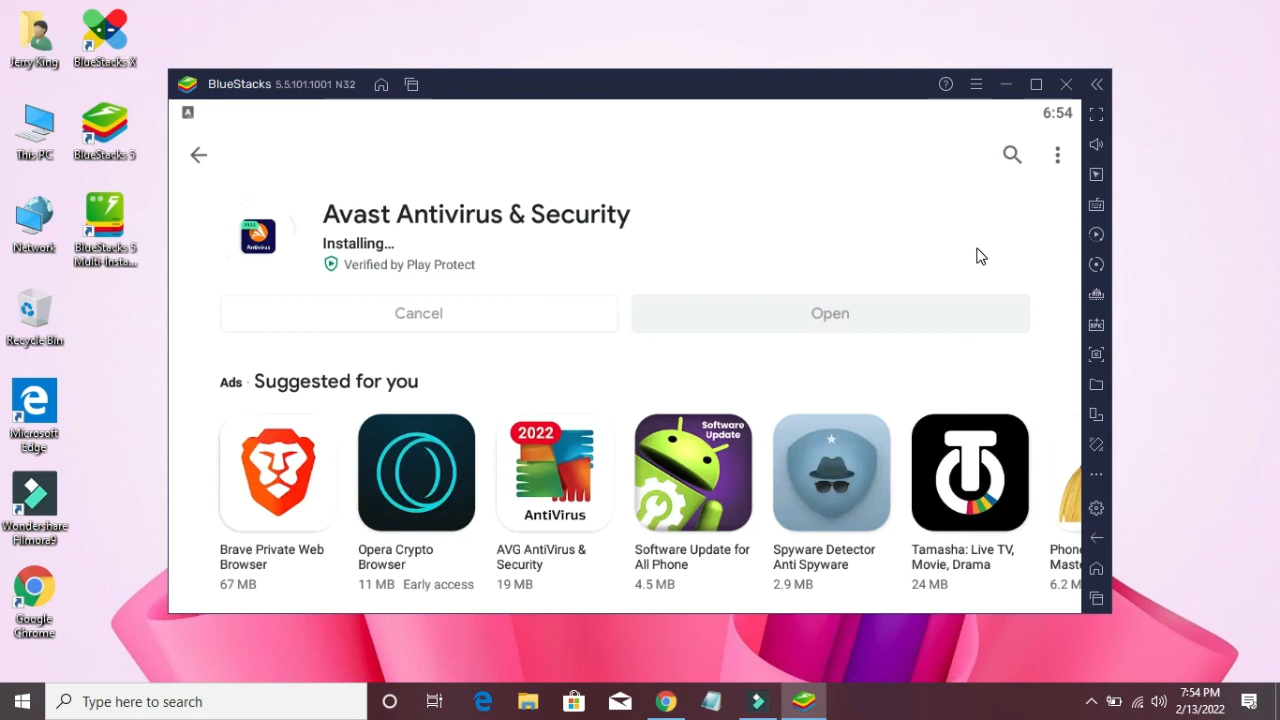 Jerry King
BlueStacks X
This PC
BlueStacks 5
Network
BlueStacks 5
Multi-Insta...
Recycle Bin
Microsoft
Edge
Wondershare
Filmora9
Google
Chrome
BlueStacks 5.5.101.1001 N32
A
6:54
Avast Antivirus & Security
Installing...
Verified by Play Protect
Antivirus
Cancel
Open
Ads · Suggested for you
2022
AntiVirus
Software
Update
Brave Private Web
Browser
67 MB
Opera Crypto
Browser
11 MB Early access
AVG AntiVirus &
Security
19 MB
Software Update for
All Phone
4.5 MB
Spyware Detector
Anti Spyware
2.9 MB
Tamasha: Live TV,
Movie, Drama
24 MB
Phon
Maste
6.2 M
Type here to search
7:54 PM
2/13/2022